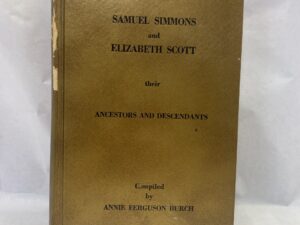 SAMUEL SIMMONS
and
ELIZABETH SCOTT
their
ANCESTORS AND DESCENDANTS
Compiled
by
ANNIE FERGUSON BURCH